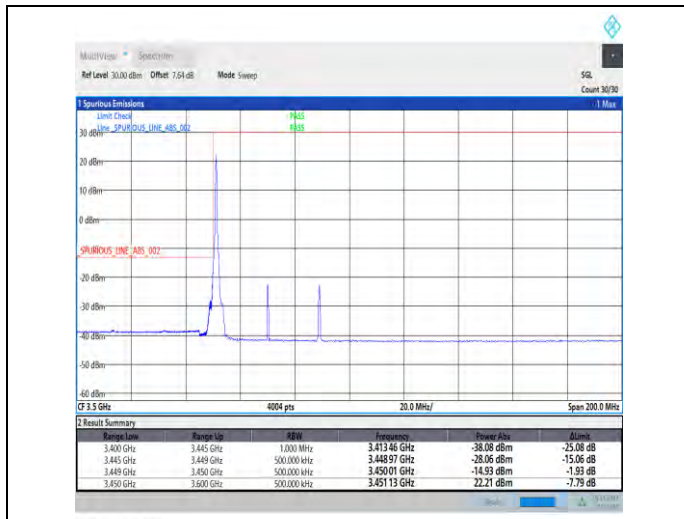 MultiView Spectrum
Ref Level 30.00 dBm Offset 7.64 dB Mode Sweep SGL
Count 30/30
1 Spurious Emissions 1 Max
Limit Check PASS
Line _SPURIOUS_LINE_ABS_002 PASS
30 dBm
20 dBm
10 dBm
0 dBm
_SPURIOUS_LINE_ABS_002
-20 dBm
-30 dBm
-40 dBm
-50 dBm
-60 dBm
CF 3.5 GHz 4004 pts 20.0 MHz/ Span 200.0 MHz
2 Result Summary
Range Low Range Up RBW Frequency Power Abs ΔLimit
3.400 GHz 3.445 GHz 1.000 MHz 3.413 46 GHz -38.08 dBm -25.08 dB
3.445 GHz 3.449 GHz 500.000 kHz 3.448 97 GHz -28.06 dBm -15.06 dB
3.449 GHz 3.450 GHz 500.000 kHz 3.450 01 GHz -14.93 dBm -1.93 dB
3.450 GHz 3.600 GHz 500.000 kHz 3.451 13 GHz 22.21 dBm -7.79 dB